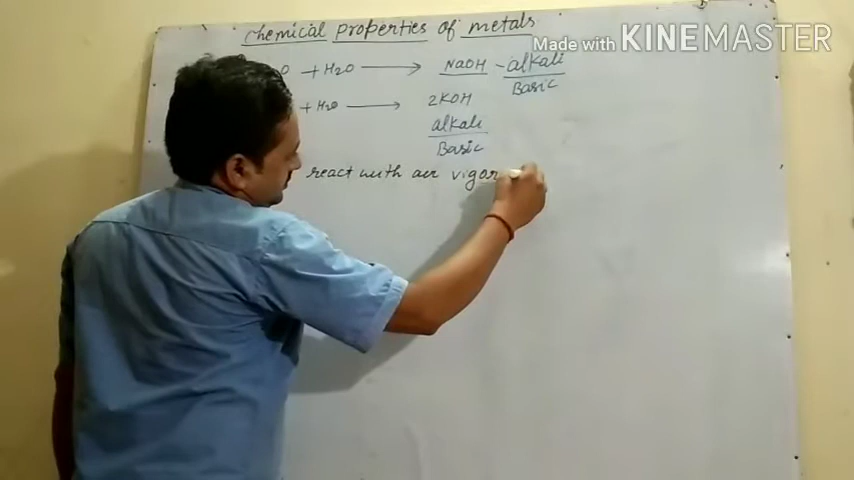 chemical properties of metals
Made with KINEMASTER
O + H2O → NaOH - alkali
Basic
+ H2O → 2KOH
alkali
Basic
react with air vigor